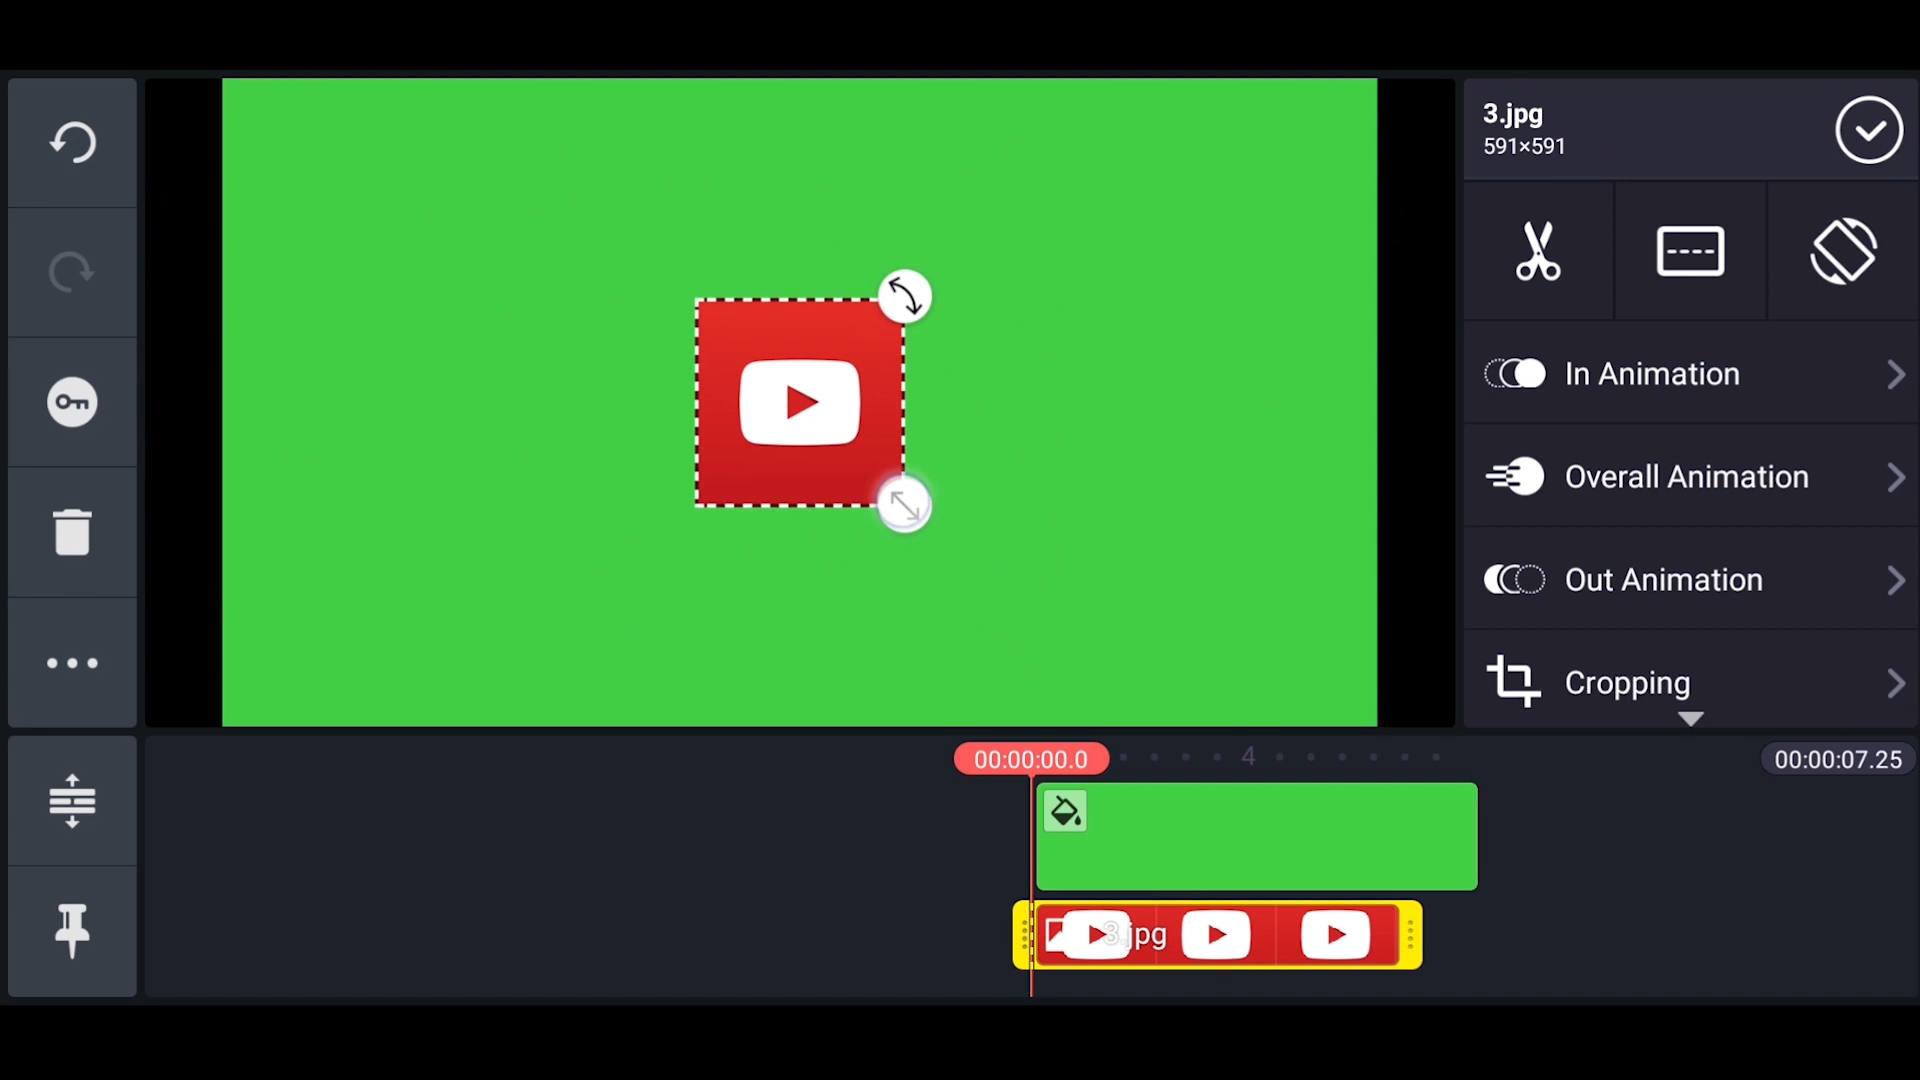 3.jpg
591×591
In Animation
Overall Animation
Out Animation
Cropping
00:00:00.0
4
00:00:07.25
3.jpg